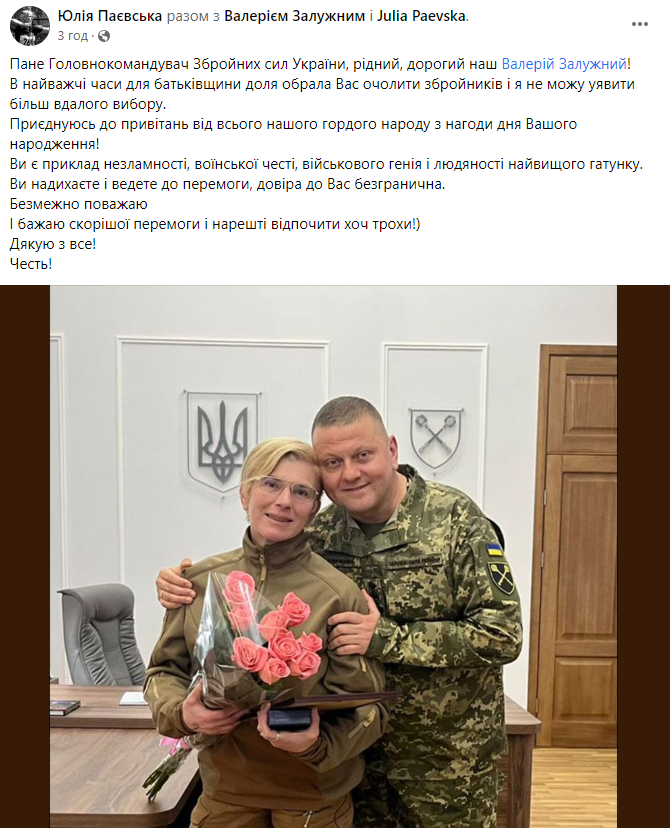 Юлія Паєвська разом з Валерієм Залужним і Julia Paevska.
3 год ·
Пане Головнокомандувач Збройних сил України, рідний, дорогий наш Валерій Залужний!
В найважчі часи для батьківщини доля обрала Вас очолити збройників і я не можу уявити
більш вдалого вибору.
Приєднуюсь до привітань від всього нашого гордого народу з нагоди дня Вашого
народження!
Ви є приклад незламності, воїнської честі, військового генія і людяності найвищого гатунку.
Ви надихаєте і ведете до перемоги, довіра до Вас безгранична.
Безмежно поважаю
І бажаю скорішої перемоги і нарешті відпочити хоч трохи!)
Дякую з все!
Честь!